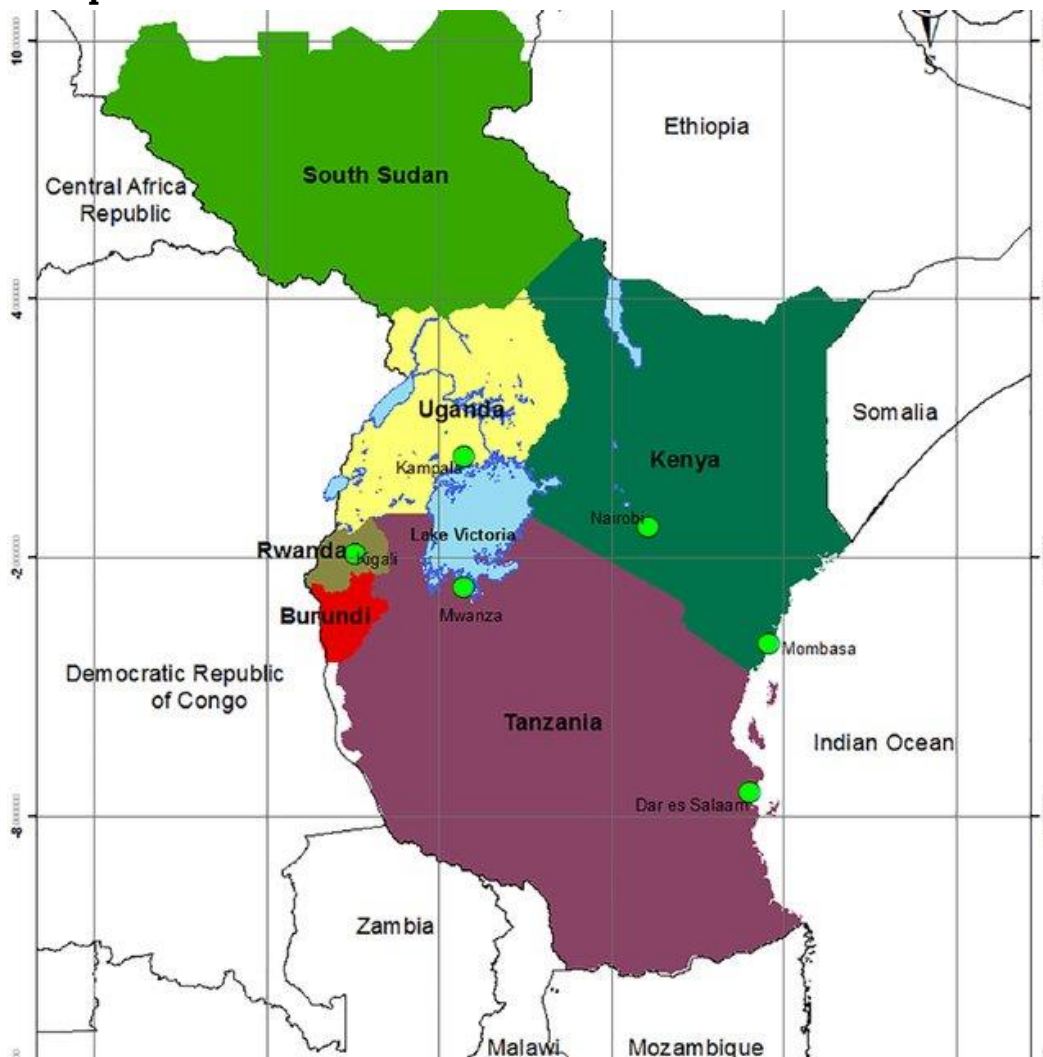 10
S
Ethiopia
South Sudan
Central Africa
Republic
4
Uganda
Somalia
Kenya
Kampala
Nairobi
Lake Victoria
Rwanda
Kigali
-2
Burundi
Mwanza
Mombasa
Democratic Republic
of Congo
Tanzania
Indian Ocean
Dar es Salaam
-8
Zambia
Malawi
Mozambique